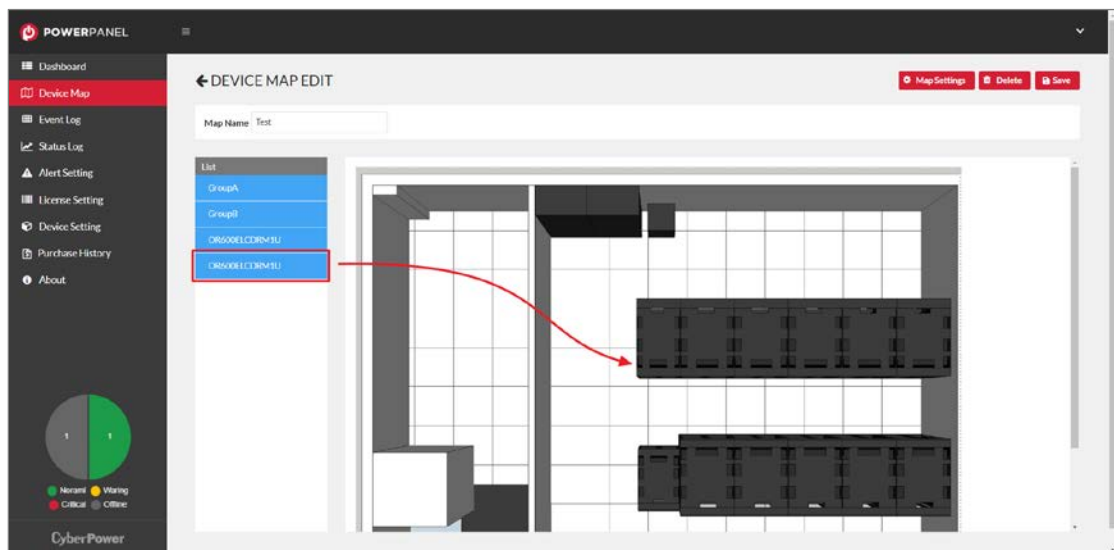 POWERPANEL
Dashboard
Device Map
Event Log
Status Log
Alert Setting
License Setting
Device Setting
Purchase History
About
1 1
Noraml Waring
Critical Offline
CyberPower
DEVICE MAP EDIT
Map Settings Delete Save
Map Name Test
List
GroupA
GroupB
OR600ELCDRM1U
OR600ELCDRM1U